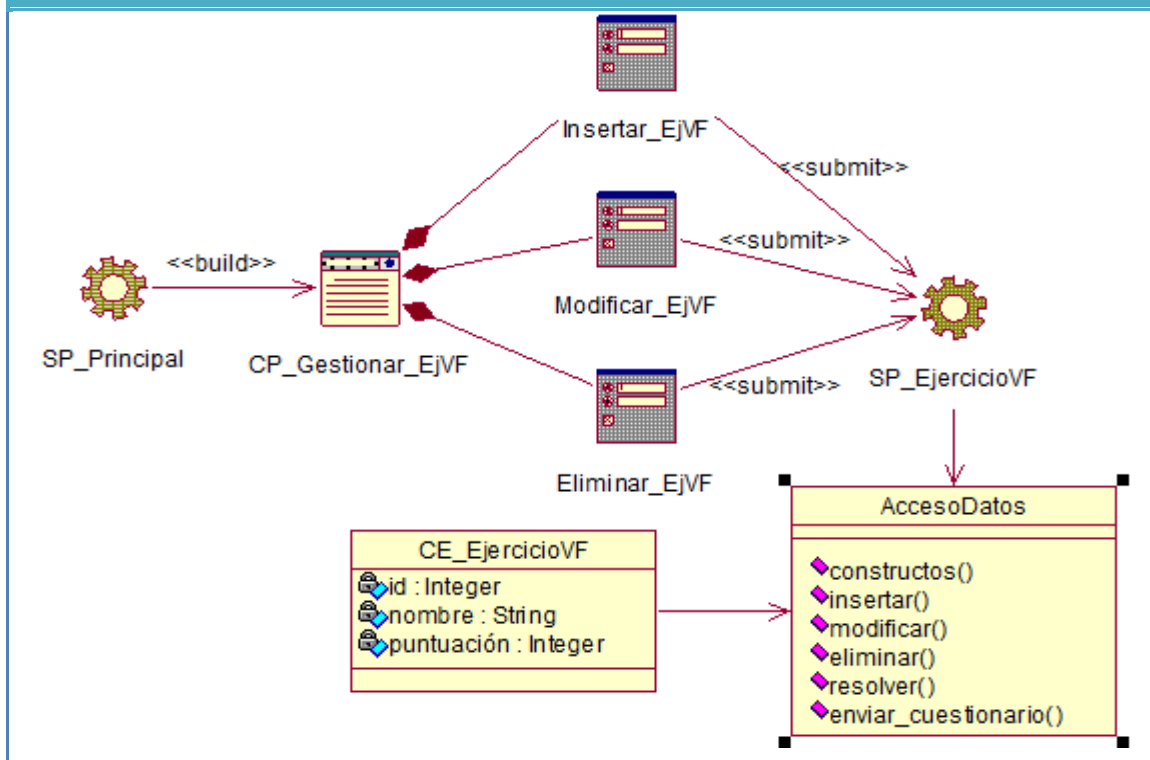 Insertar_EjVF
<<submit>>
<<build>>
<<submit>>
Modificar_EjVF
SP_Principal
CP_Gestionar_EjVF
SP_EjercicioVF
<<submit>>
Eliminar_EjVF
AccesoDatos
constructos()
insertar()
modificar()
eliminar()
resolver()
enviar_cuestionario()
CE_EjercicioVF
id : Integer
nombre : String
puntuación : Integer